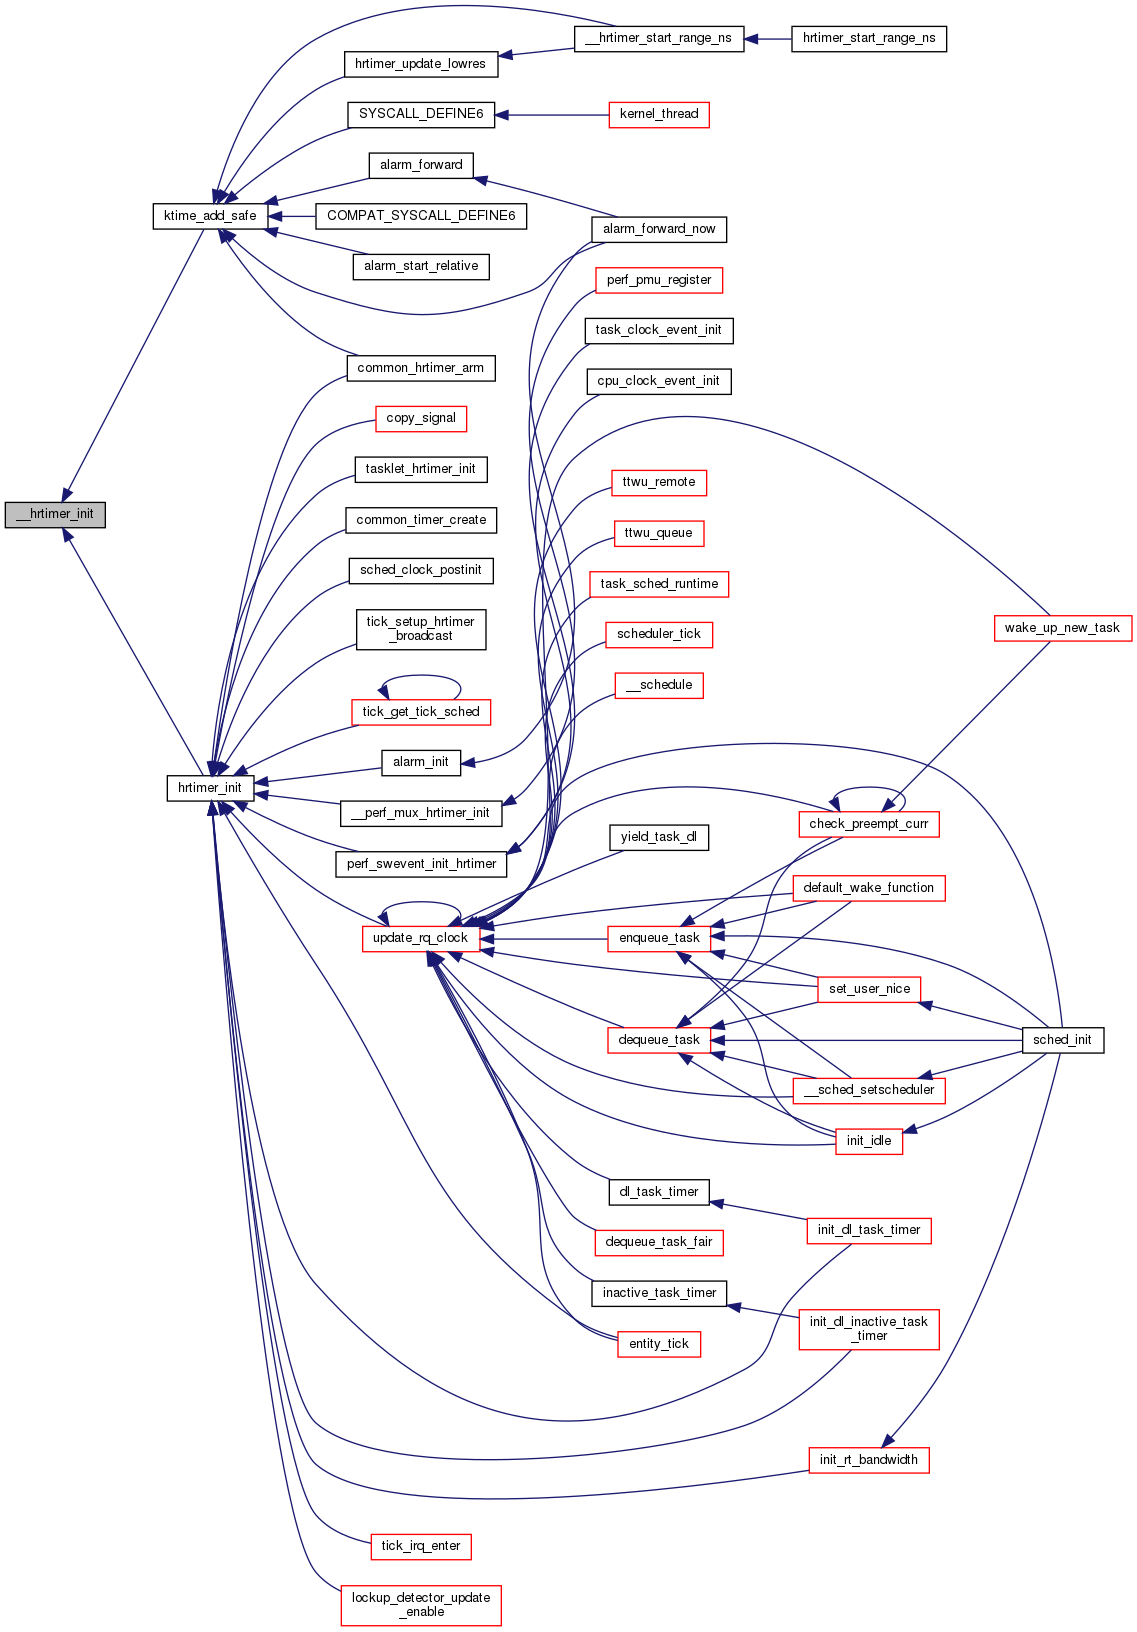 __hrtimer_start_range_ns
hrtimer_start_range_ns
hrtimer_update_lowres
SYSCALL_DEFINE6
kernel_thread
alarm_forward
ktime_add_safe
COMPAT_SYSCALL_DEFINE6
alarm_forward_now
alarm_start_relative
perf_pmu_register
task_clock_event_init
common_hrtimer_arm
cpu_clock_event_init
copy_signal
tasklet_hrtimer_init
ttwu_remote
__hrtimer_init
common_timer_create
ttwu_queue
sched_clock_postinit
task_sched_runtime
tick_setup_hrtimer
_broadcast
scheduler_tick
wake_up_new_task
__schedule
tick_get_tick_sched
alarm_init
hrtimer_init
__perf_mux_hrtimer_init
check_preempt_curr
yield_task_dl
perf_swevent_init_hrtimer
default_wake_function
update_rq_clock
enqueue_task
set_user_nice
dequeue_task
sched_init
__sched_setscheduler
init_idle
dl_task_timer
init_dl_task_timer
dequeue_task_fair
inactive_task_timer
init_dl_inactive_task
_timer
entity_tick
init_rt_bandwidth
tick_irq_enter
lockup_detector_update
_enable